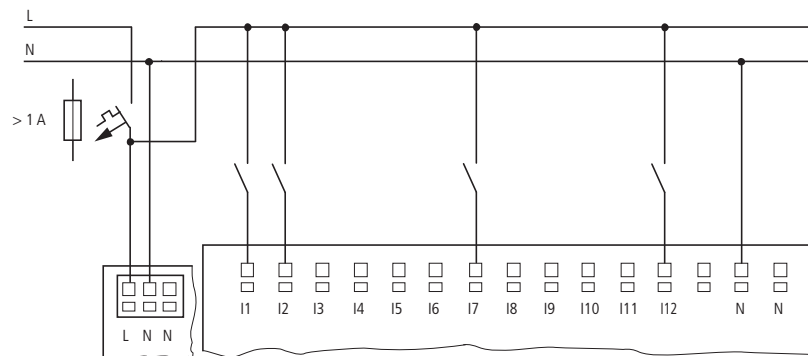 L
N
> 1 A
I1 I2 I3 I4 I5 I6 I7 I8 I9 I10 I11 I12 N N
L N N